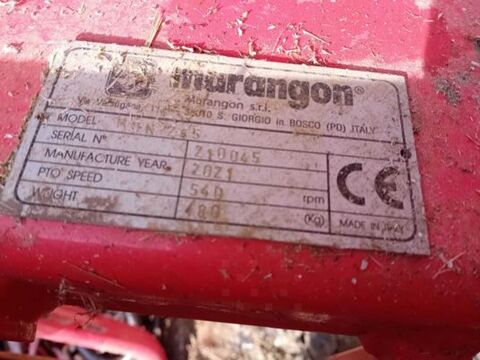 marangon®
Marangon s.r.l.
35010 S. GIORGIO in BOSCO (PD) ITALY
MODEL
SERIAL N° 210045
MANUFACTURE YEAR 2021
PTO SPEED 540 rpm
WEIGHT 480 (Kg)
CE
MADE IN ITALY